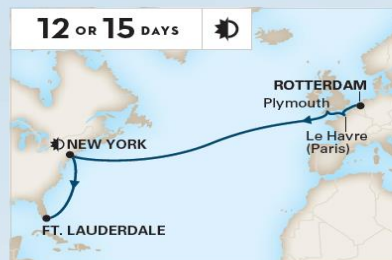 12 OR 15 DAYS
ROTTERDAM
Plymouth
Le Havre
(Paris)
NEW YORK
FT. LAUDERDALE